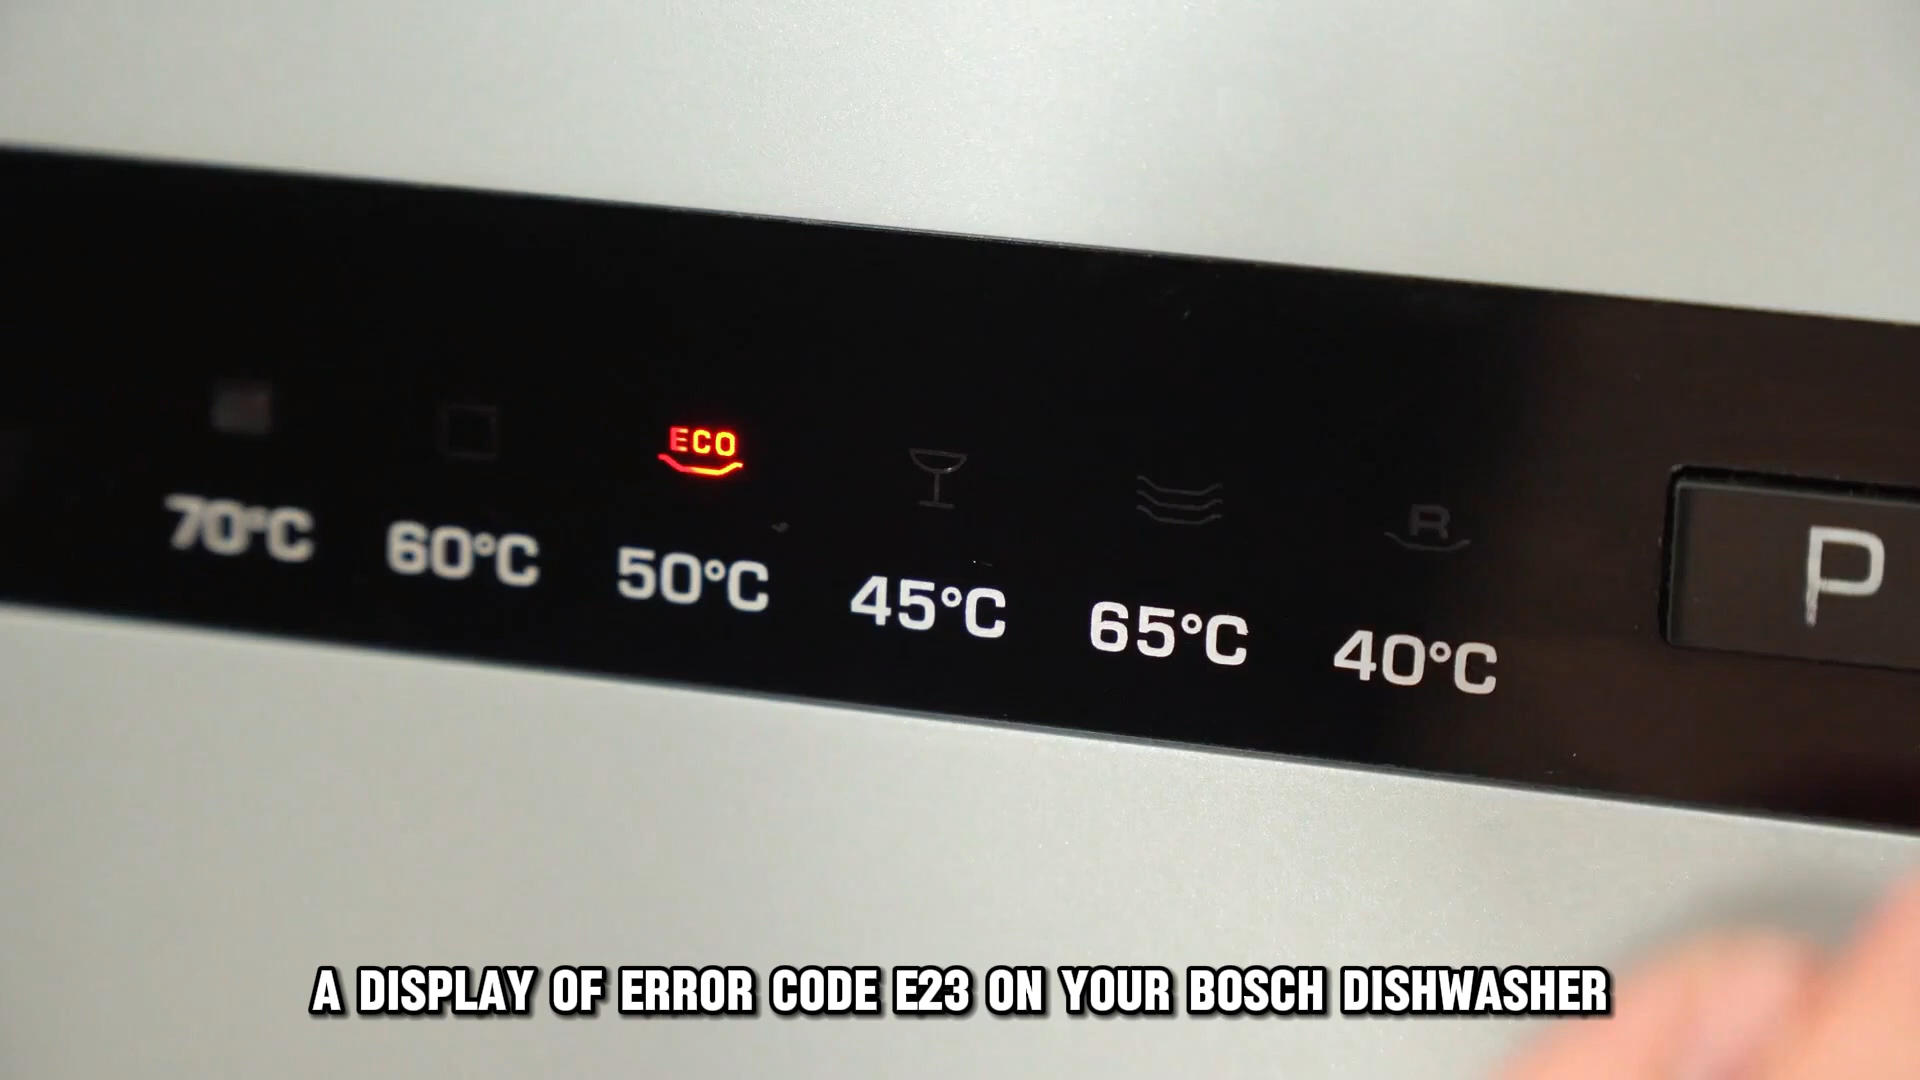 ECO
R
70°C 60°C 50°C 45°C 65°C 40°C
P
A DISPLAY OF ERROR CODE E23 ON YOUR BOSCH DISHWASHER